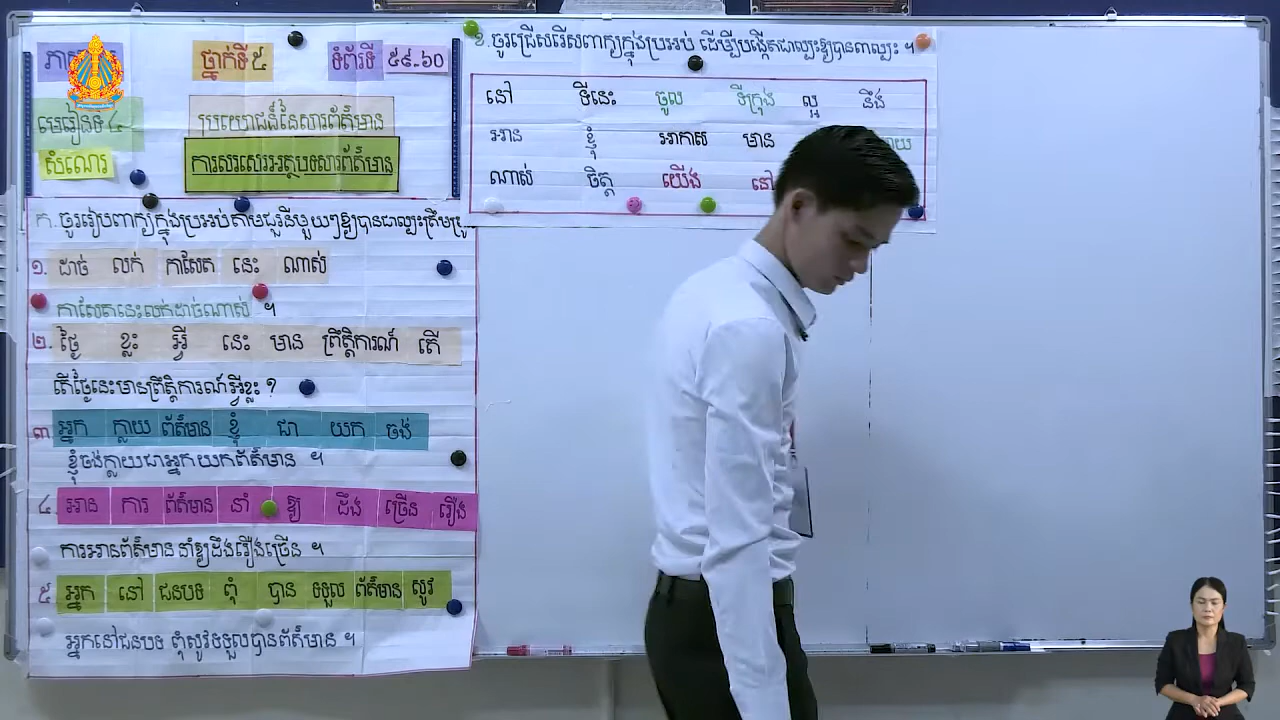 ថ្នាក់ទី៥
ទំព័រទី ៥៩-៦០
មេរៀនទី ៤
ប្រយោជន៍នៃសារព័ត៌មាន
សំណេរ
ការសរសេរអត្ថបទសារព័ត៌មាន
ក. ចូររៀបពាក្យក្នុងប្រអប់តាមជួរនីមួយៗឱ្យបានជាល្បះត្រឹមត្រូវ
១. ដាច់ លក់ កាសែត នេះ ណាស់
កាសែតនេះលក់ដាច់ណាស់ ។
២. ថ្ងៃ ខ្លះ អ្វី នេះ មាន ព្រឹត្តិការណ៍ តើ
តើថ្ងៃនេះមានព្រឹត្តិការណ៍អ្វីខ្លះ ?
៣ អ្នក ក្លាយ ព័ត៌មាន ខ្ញុំ ជា យក ចង់
ខ្ញុំចង់ក្លាយជាអ្នកយកព័ត៌មាន ។
៤. អាន ការ ព័ត៌មាន នាំ ឱ្យ ដឹង ច្រើន រឿង
ការអានព័ត៌មាន នាំឱ្យដឹងរឿងច្រើន ។
៥ អ្នក នៅ ជនបទ ពុំ បាន ទទួល ព័ត៌មាន សូវ
អ្នកនៅជនបទ ពុំសូវទទួលបានព័ត៌មាន ។
ខ. ចូរជ្រើសរើសពាក្យក្នុងប្រអប់ ដើម្បីបង្កើតជាល្បះឱ្យបាន៣ល្បះ ។
នៅ ទីនេះ ចូល ទីក្រុង ល្អ នឹង
អាន ខ្ញុំ អាកាស មាន
ណាស់ ចិត្ត យើង នៅ